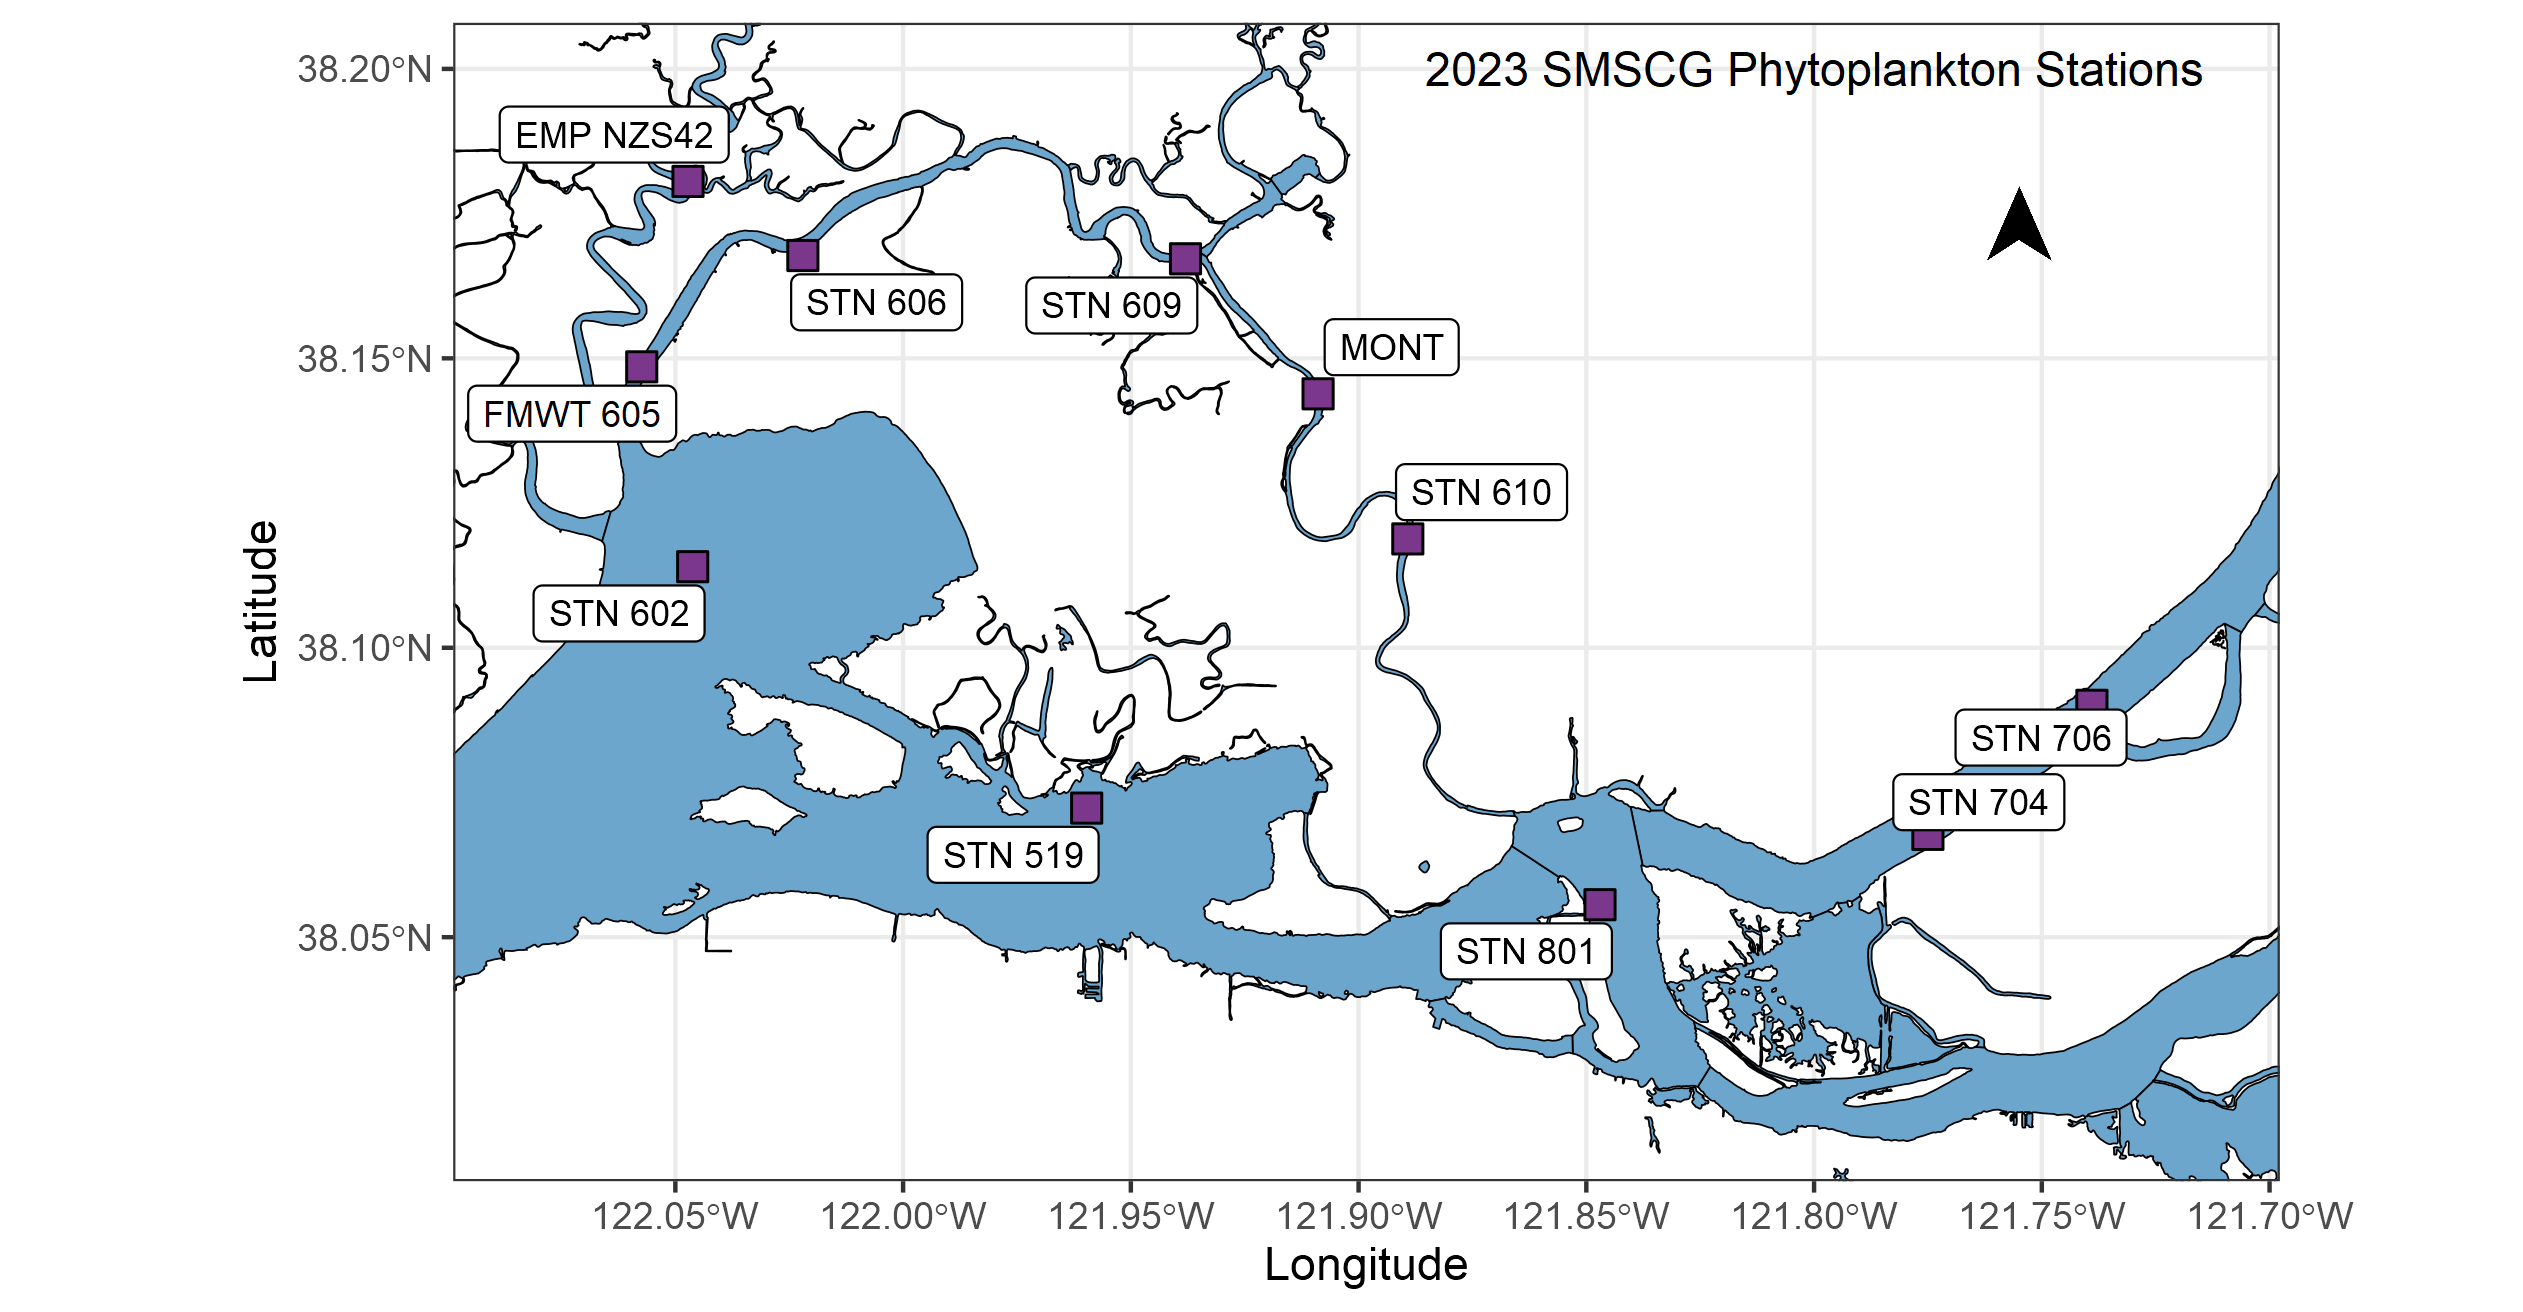 2023 SMSCG Phytoplankton Stations
38.20°N
EMP NZS42
STN 606
STN 609
MONT
38.15°N
FMWT 605
STN 610
STN 602
38.10°N
Latitude
STN 706
STN 704
STN 519
38.05°N
STN 801
122.05°W
122.00°W
121.95°W
121.90°W
121.85°W
121.80°W
121.75°W
121.70°W
Longitude